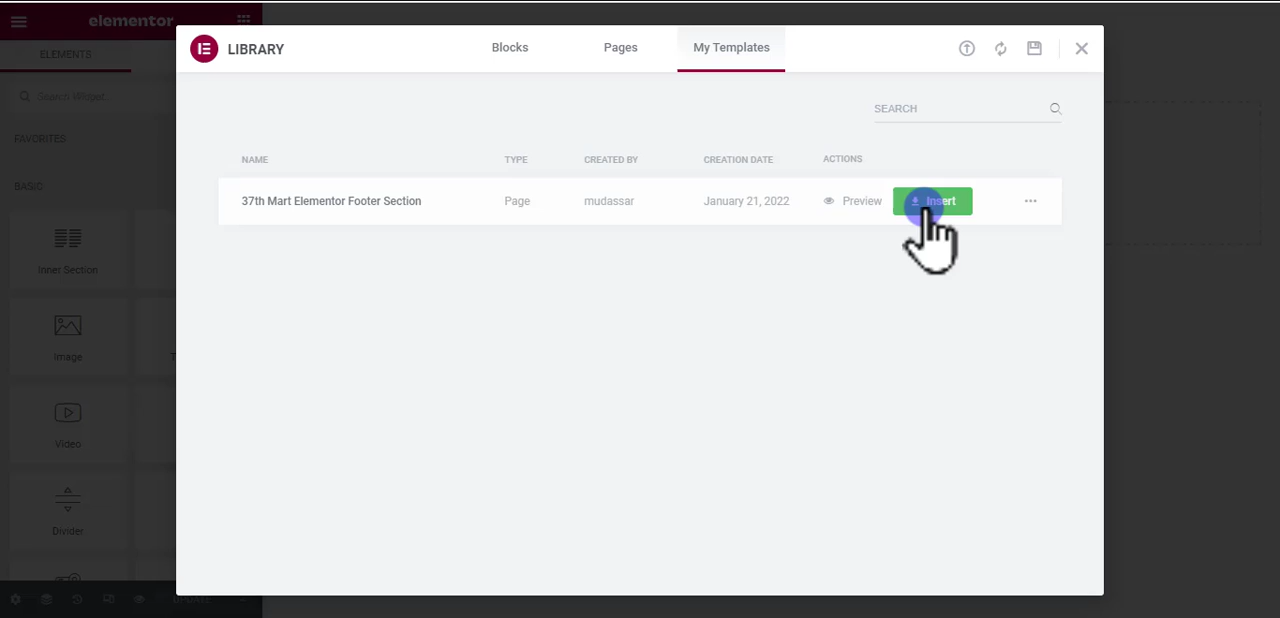 elementor
ELEMENTS
Search Widget...
FAVORITES
BASIC
Inner Section
Image
Video
Divider
UPDATE
LIBRARY
Blocks
Pages
My Templates
SEARCH
NAME TYPE CREATED BY CREATION DATE ACTIONS
37th Mart Elementor Footer Section Page mudassar January 21, 2022 Preview Insert